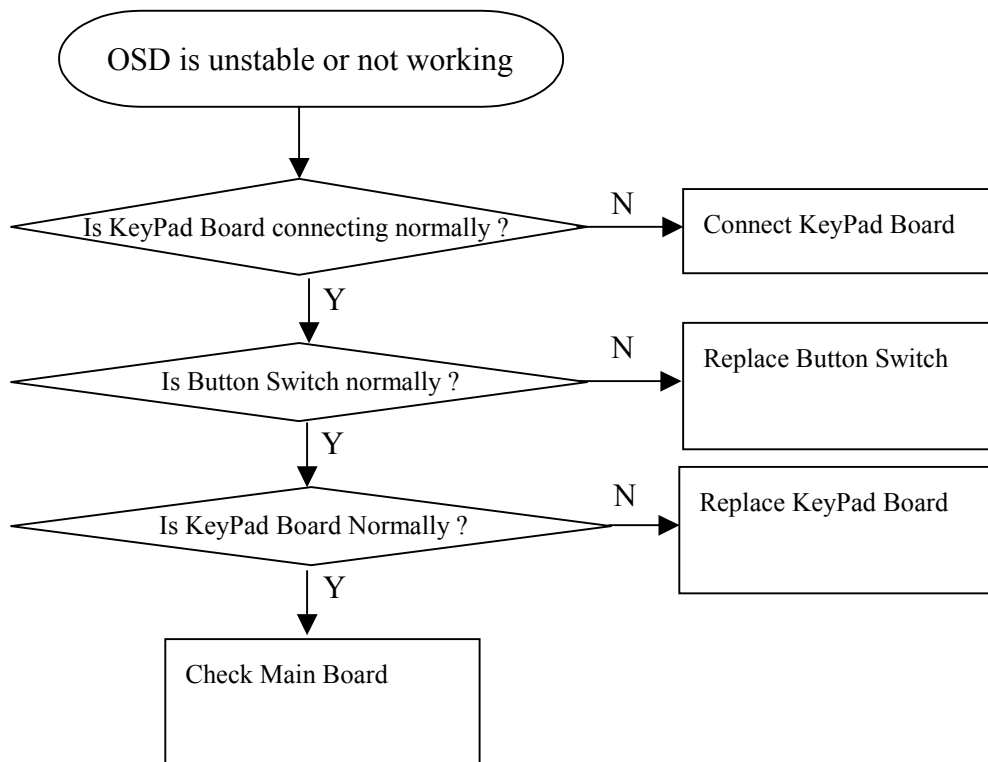 OSD is unstable or not working
Is KeyPad Board connecting normally ?
N
Connect KeyPad Board
Y
Is Button Switch normally ?
N
Replace Button Switch
Y
Is KeyPad Board Normally ?
N
Replace KeyPad Board
Y
Check Main Board